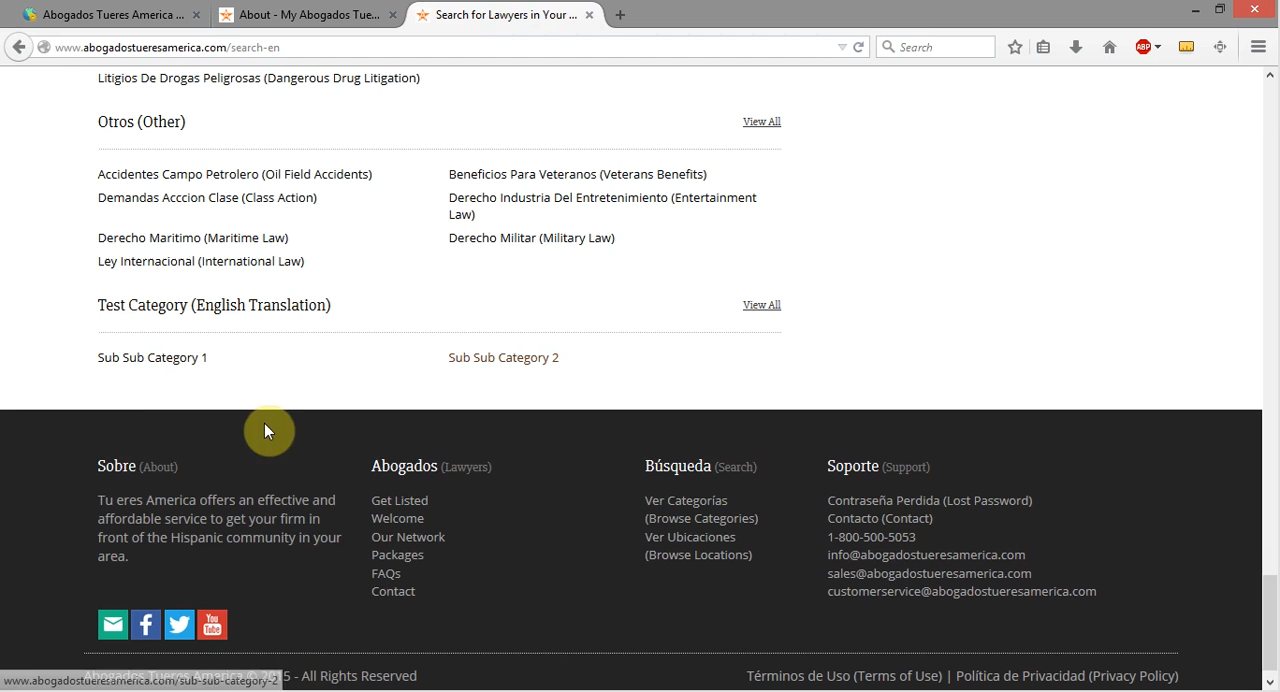 Abogados Tueres America ...
About - My Abogados Tue...
Search for Lawyers in Your ...
www.abogadostueresamerica.com/search-en
Search
ABP
Litigios De Drogas Peligrosas (Dangerous Drug Litigation)
Otros (Other)
View All
Accidentes Campo Petrolero (Oil Field Accidents)
Beneficios Para Veteranos (Veterans Benefits)
Demandas Acccion Clase (Class Action)
Derecho Industria Del Entretenimiento (Entertainment
Law)
Derecho Maritimo (Maritime Law)
Derecho Militar (Military Law)
Ley Internacional (International Law)
Test Category (English Translation)
View All
Sub Sub Category 1
Sub Sub Category 2
Sobre (About)
Tu eres America offers an effective and
affordable service to get your firm in
front of the Hispanic community in your
area.
Abogados (Lawyers)
Get Listed
Welcome
Our Network
Packages
FAQs
Contact
Búsqueda (Search)
Ver Categorías
(Browse Categories)
Ver Ubicaciones
(Browse Locations)
Soporte (Support)
Contraseña Perdida (Lost Password)
Contacto (Contact)
1-800-500-5053
info@abogadostueresamerica.com
sales@abogadostueresamerica.com
customerservice@abogadostueresamerica.com
You Tube
Abogados Tueres America © 2015 - All Rights Reserved
Términos de Uso (Terms of Use) | Política de Privacidad (Privacy Policy)
www.abogadostueresamerica.com/sub-sub-category-2